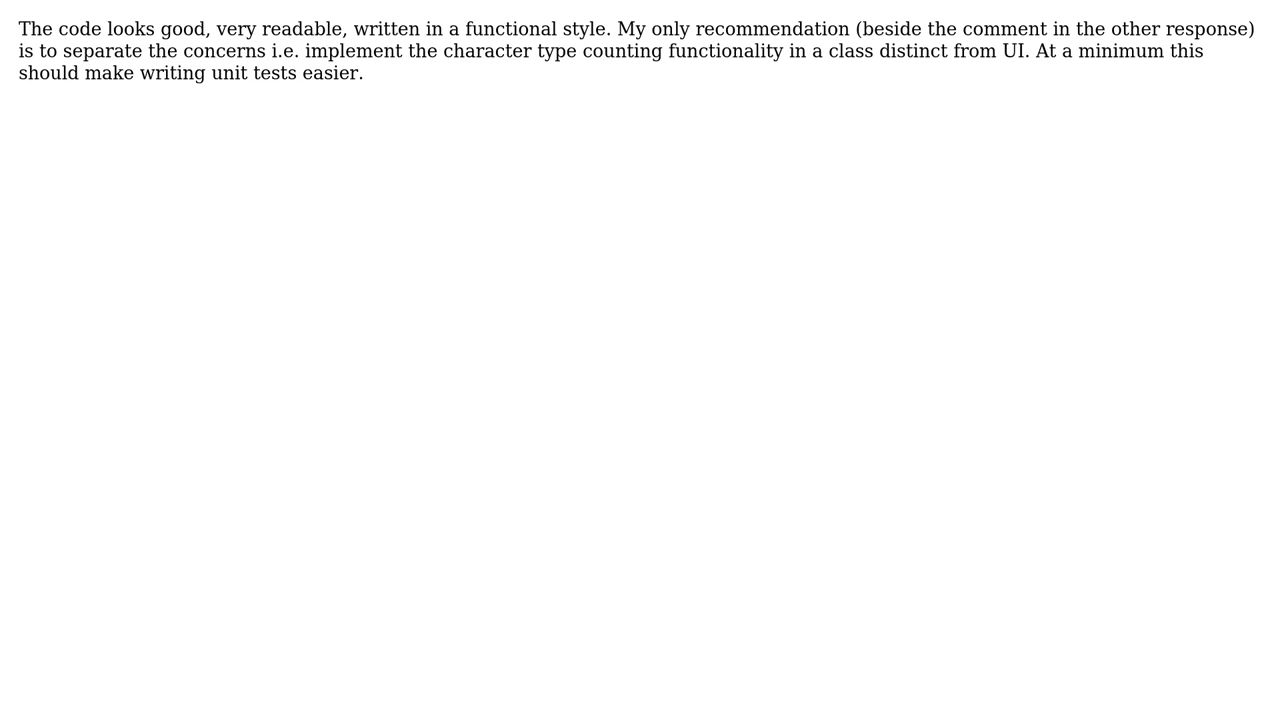 The code looks good, very readable, written in a functional style. My only recommendation (beside the comment in the other response)
is to separate the concerns i.e. implement the character type counting functionality in a class distinct from UI. At a minimum this
should make writing unit tests easier.